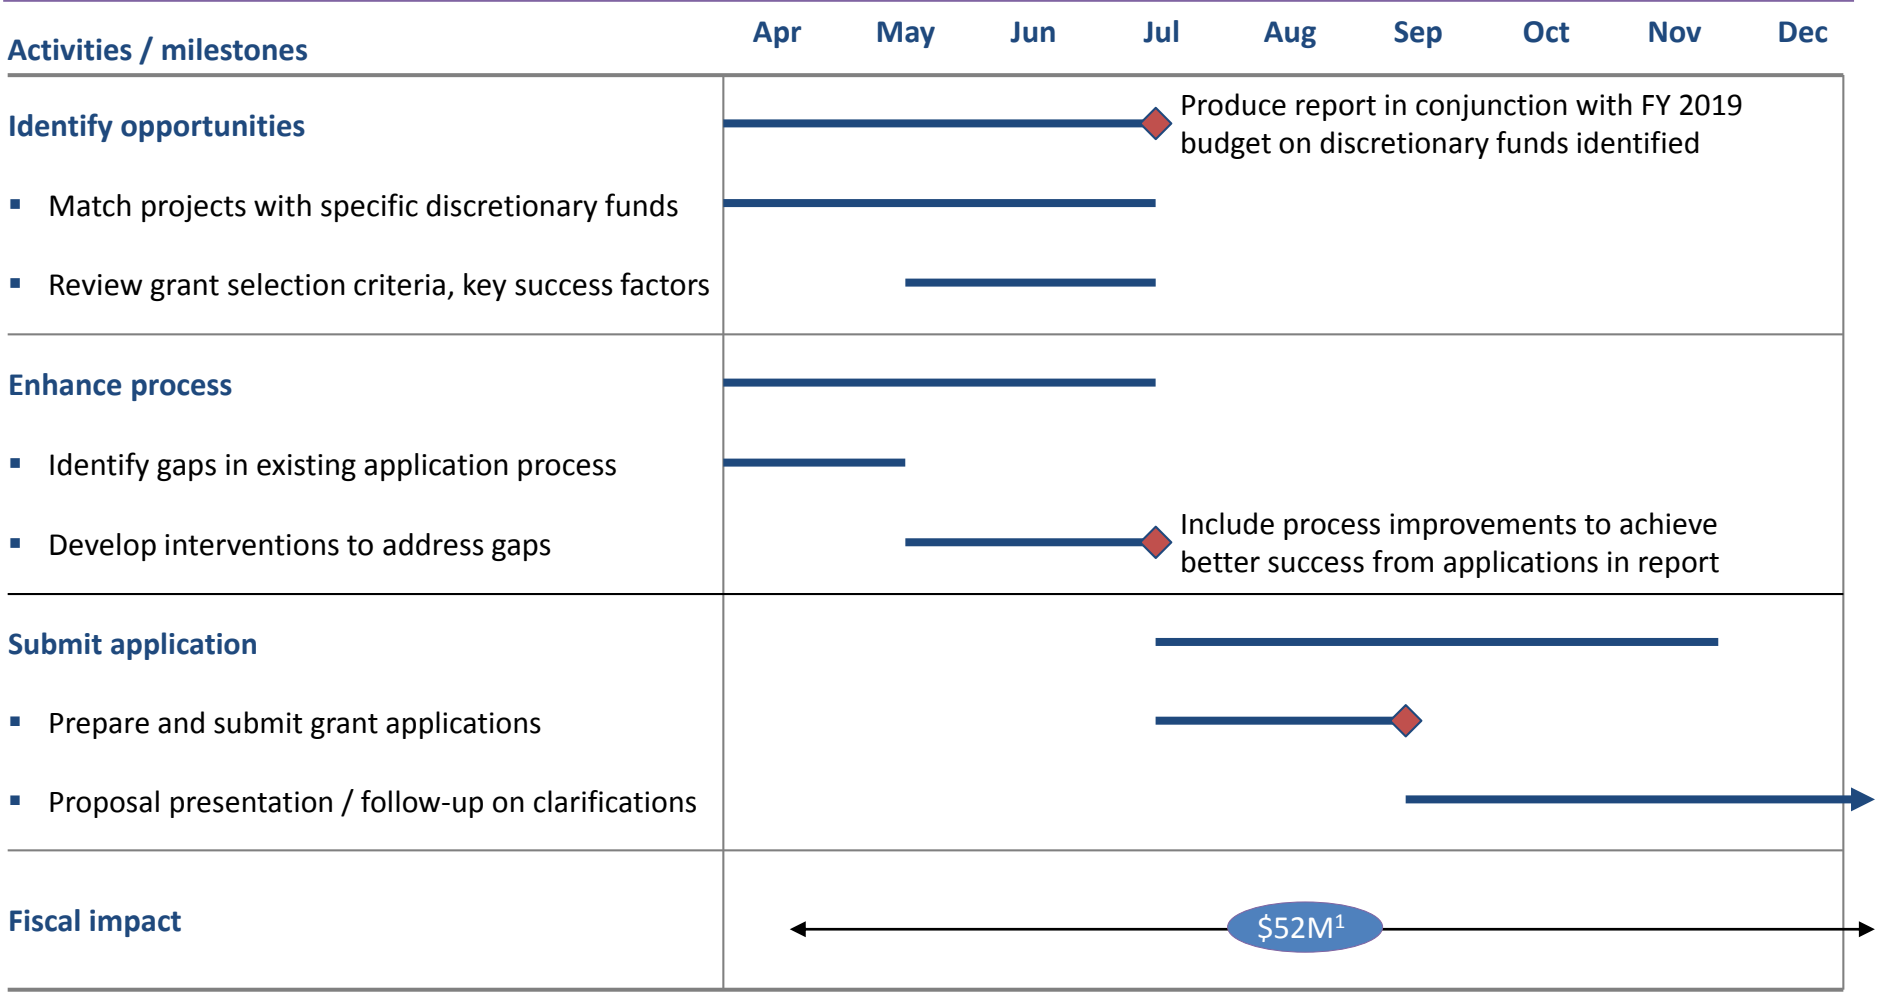 Activities / milestones
Apr May Jun Jul Aug Sep Oct Nov Dec
Identify opportunities
Produce report in conjunction with FY 2019
budget on discretionary funds identified
▪ Match projects with specific discretionary funds
▪ Review grant selection criteria, key success factors
Enhance process
▪ Identify gaps in existing application process
▪ Develop interventions to address gaps
Include process improvements to achieve
better success from applications in report
Submit application
▪ Prepare and submit grant applications
▪ Proposal presentation / follow-up on clarifications
Fiscal impact
$52M¹